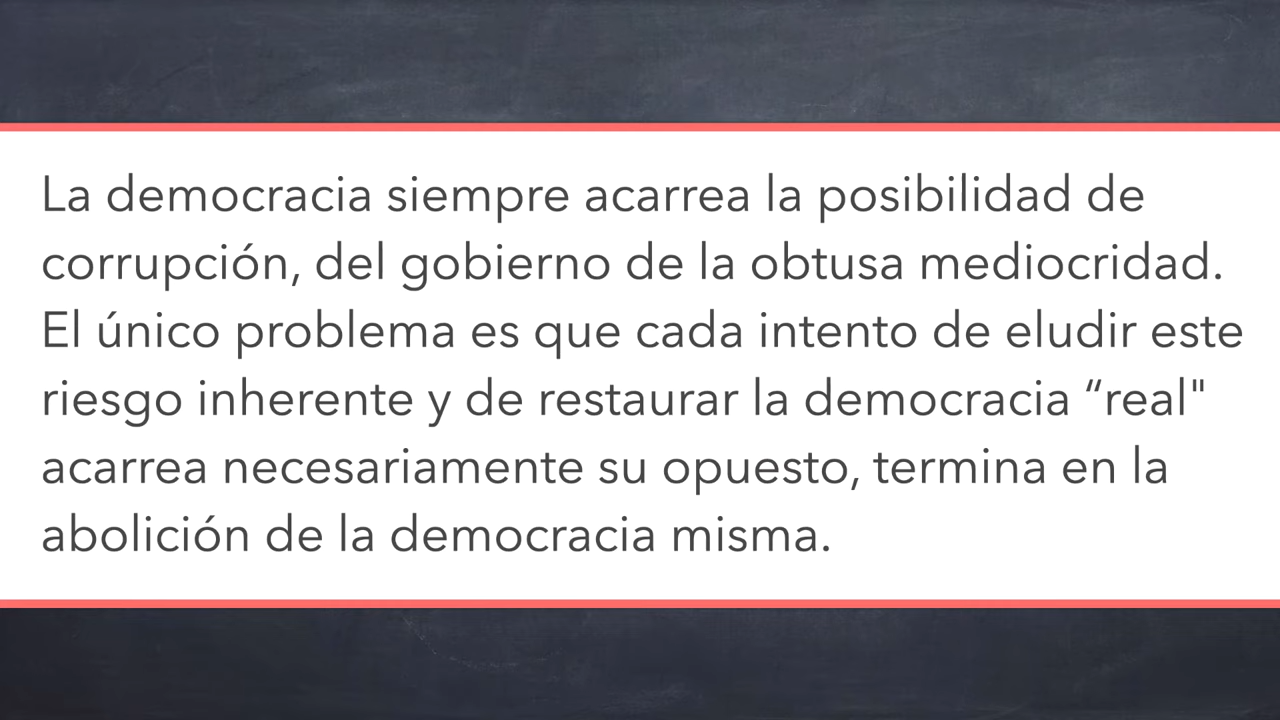 La democracia siempre acarrea la posibilidad de
corrupción, del gobierno de la obtusa mediocridad.
El único problema es que cada intento de eludir este
riesgo inherente y de restaurar la democracia “real"
acarrea necesariamente su opuesto, termina en la
abolición de la democracia misma.